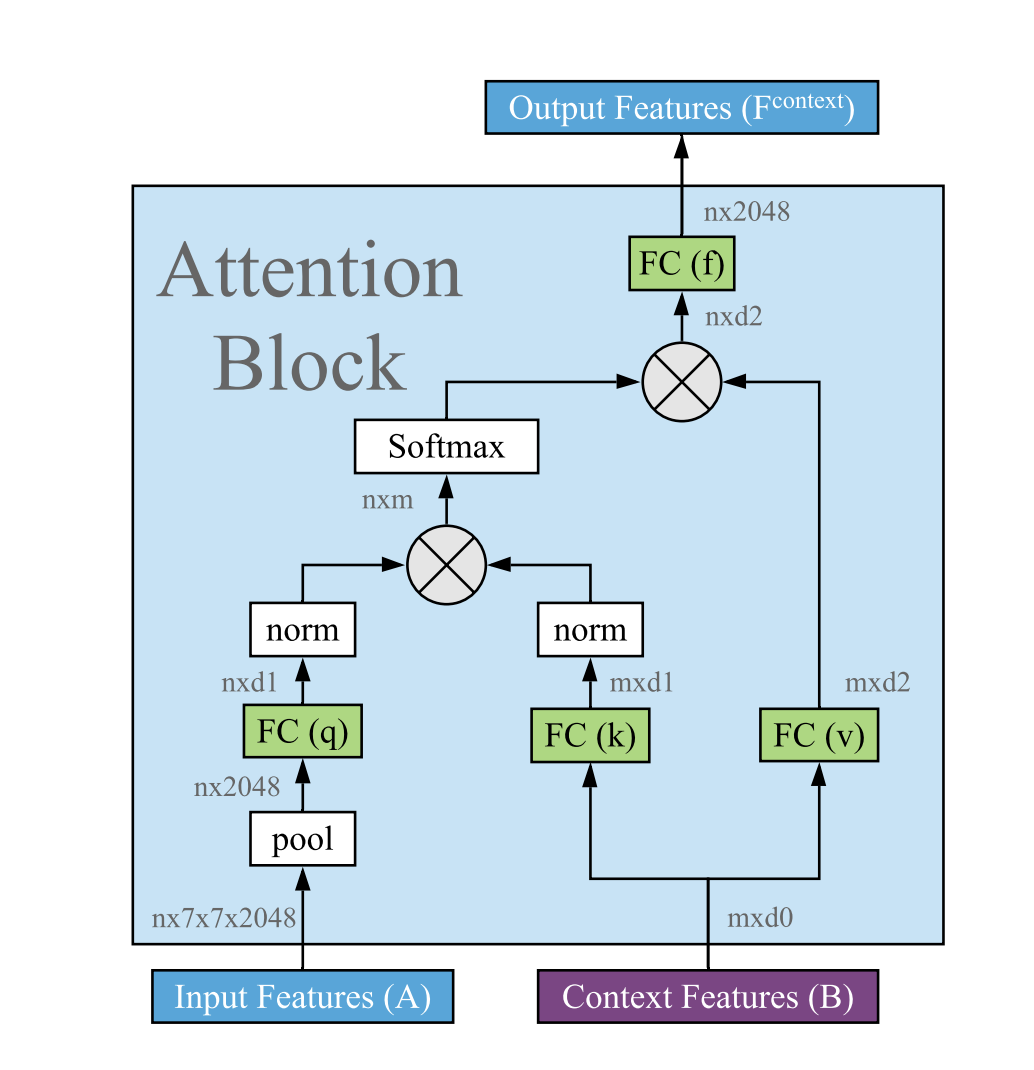 Output Features (Fcontext)
nx2048
Attention
Block
FC (f)
nxd2
Softmax
nxm
norm
norm
nxd1
mxd1
mxd2
FC (q)
FC (k)
FC (v)
nx2048
pool
nx7x7x2048
mxd0
Input Features (A)
Context Features (B)